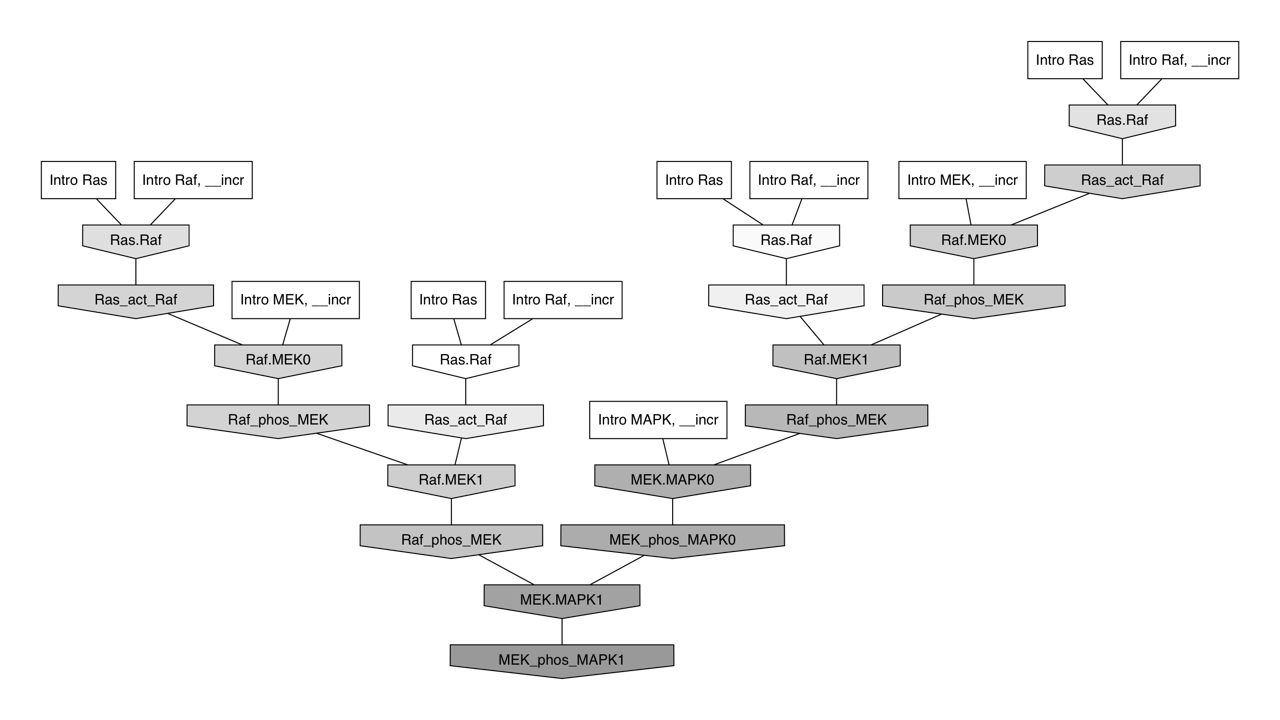 Intro Ras
Intro Raf, __incr
Ras.Raf
Intro Ras
Intro Raf, __incr
Intro Ras
Intro Raf, __incr
Intro MEK, __incr
Ras_act_Raf
Ras.Raf
Ras.Raf
Raf.MEK0
Ras_act_Raf
Intro MEK, __incr
Intro Ras
Intro Raf, __incr
Ras_act_Raf
Raf_phos_MEK
Raf.MEK0
Ras.Raf
Raf.MEK1
Raf_phos_MEK
Ras_act_Raf
Intro MAPK, __incr
Raf_phos_MEK
Raf.MEK1
MEK.MAPK0
Raf_phos_MEK
MEK_phos_MAPK0
MEK.MAPK1
MEK_phos_MAPK1